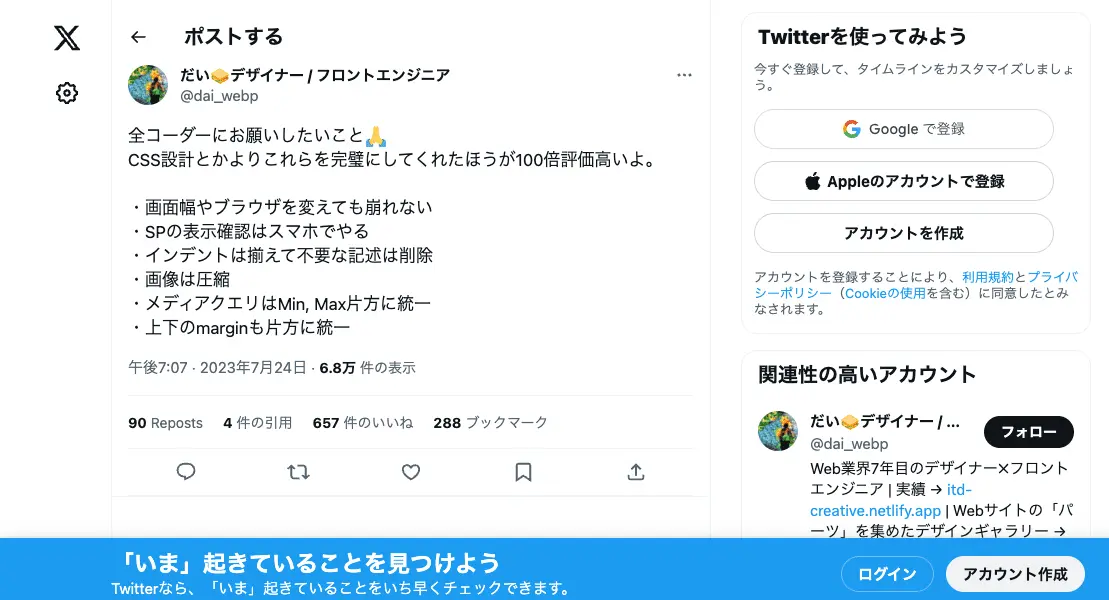 ポストする
だい🧽デザイナー / フロントエンジニア
@dai_webp
全コーダーにお願いしたいこと🙏
CSS設計とかよりこれらを完璧にしてくれたほうが100倍評価高いよ。
・画面幅やブラウザを変えても崩れない
・SPの表示確認はスマホでやる
・インデントは揃えて不要な記述は削除
・画像は圧縮
・メディアクエリはMin, Max片方に統一
・上下のmarginも片方に統一
午後7:07 · 2023年7月24日 · 6.8万 件の表示
90 Reposts 4 件の引用 657 件のいいね 288 ブックマーク
Twitterを使ってみよう
今すぐ登録して、タイムラインをカスタマイズしましょ
う。
Google で登録
Appleのアカウントで登録
アカウントを作成
アカウントを登録することにより、利用規約とプライバ
シーポリシー（Cookieの使用を含む）に同意したとみ
なされます。
関連性の高いアカウント
だい🧽デザイナー / ...
@dai_webp
フォロー
Web業界7年目のデザイナー×フロント
エンジニア | 実績 → itd-
creative.netlify.app | Webサイトの「パ
ーツ」を集めたデザインギャラリー →
「いま」起きていることを見つけよう
Twitterなら、「いま」起きていることをいち早くチェックできます。
ログイン
アカウント作成